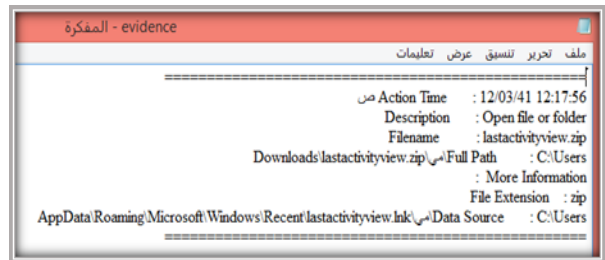 evidence - المفكرة
ملف تحرير تنسيق عرض تعليمات
==================================================
Action Time : 12/03/41 12:17:56 ص
Description : Open file or folder
Filename : lastactivityview.zip
Full Path : C:\Users\مي\Downloads\lastactivityview.zip
More Information :
File Extension : zip
Data Source : C:\Users\مي\AppData\Roaming\Microsoft\Windows\Recent\lastactivityview.lnk
==================================================